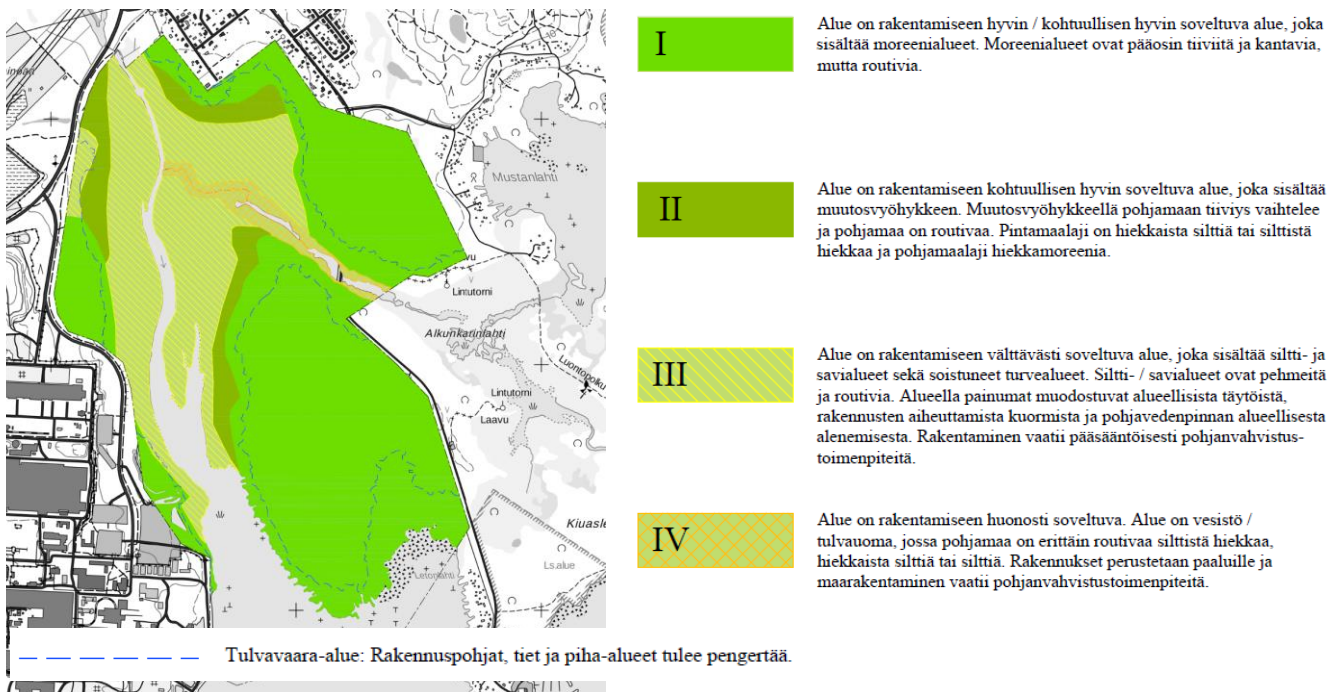 I
Alue on rakentamiseen hyvin / kohtuullisen hyvin soveltuva alue, joka
sisältää moreenialueet. Moreenialueet ovat pääosin tiiviitä ja kantavia,
mutta routivia.
II
Alue on rakentamiseen kohtuullisen hyvin soveltuva alue, joka sisältää
muutosvyöhykkeen. Muutosvyöhykkeellä pohjamaan tiiviys vaihtelee
ja pohjamaa on routivaa. Pintamaalaji on hiekkaista silttiä tai silttistä
hiekkaa ja pohjamaalaji hiekkamoreenia.
III
Alue on rakentamiseen välttävästi soveltuva alue, joka sisältää siltti- ja
savialueet sekä soistuneet turvealueet. Siltti- / savialueet ovat pehmeitä
ja routivia. Alueella painumat muodostuvat alueellisista täytöistä,
rakennusten aiheuttamista kuormista ja pohjavedenpinnan alueellisesta
alenemisesta. Rakentaminen vaatii pääsääntöisesti pohjanvahvistus-
toimenpiteitä.
IV
Alue on rakentamiseen huonosti soveltuva. Alue on vesistö /
tulvauoma, jossa pohjamaa on erittäin routivaa silttistä hiekkaa,
hiekkaista silttiä tai silttiä. Rakennukset perustetaan paaluille ja
maarakentaminen vaatii pohjanvahvistustoimenpiteitä.
Mustanlahti
Lintutorni
Alkunkarinlahti
Luontopolku
Lintutorni
Laavu
Kiuasle
Ls.alue
Letonlahti
Tulvavaara-alue: Rakennuspohjat, tiet ja piha-alueet tulee pengertää.